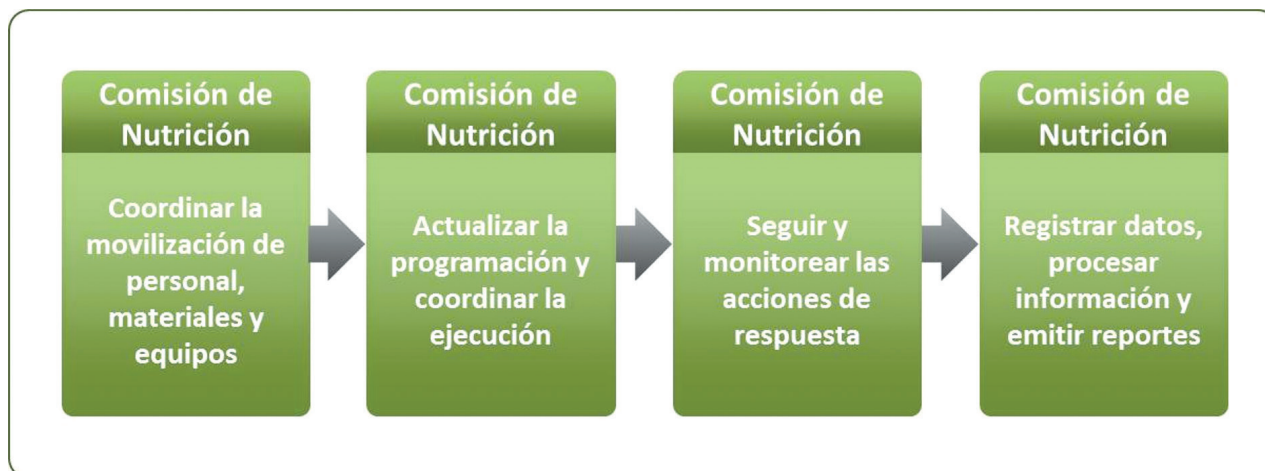 Comisión de
Nutrición
Coordinar la
movilización de
personal,
materiales y
equipos
Comisión de
Nutrición
Actualizar la
programación y
coordinar la
ejecución
Comisión de
Nutrición
Seguir y
monitorear las
acciones de
respuesta
Comisión de
Nutrición
Registrar datos,
procesar
información y
emitir reportes